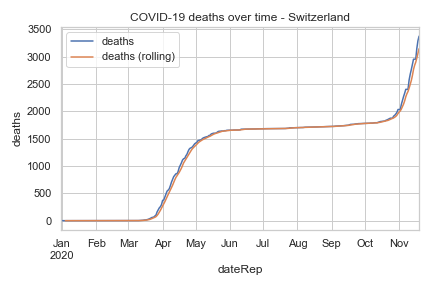 COVID-19 deaths over time - Switzerland
deaths
deaths (rolling)
3500
3000
2500
2000
1500
1000
500
0
deaths
Jan Feb Mar Apr May Jun Jul Aug Sep Oct Nov
2020
dateRep